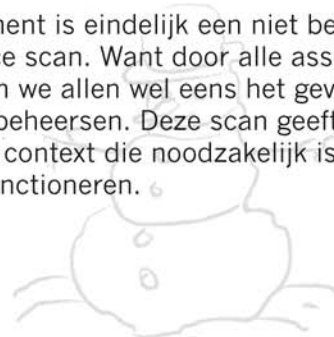 ment is eindelijk een niet be
ce scan. Want door alle ass
n we allen wel eens het gev
beheersen. Deze scan geeft
context die noodzakelijk is
nctioneren.